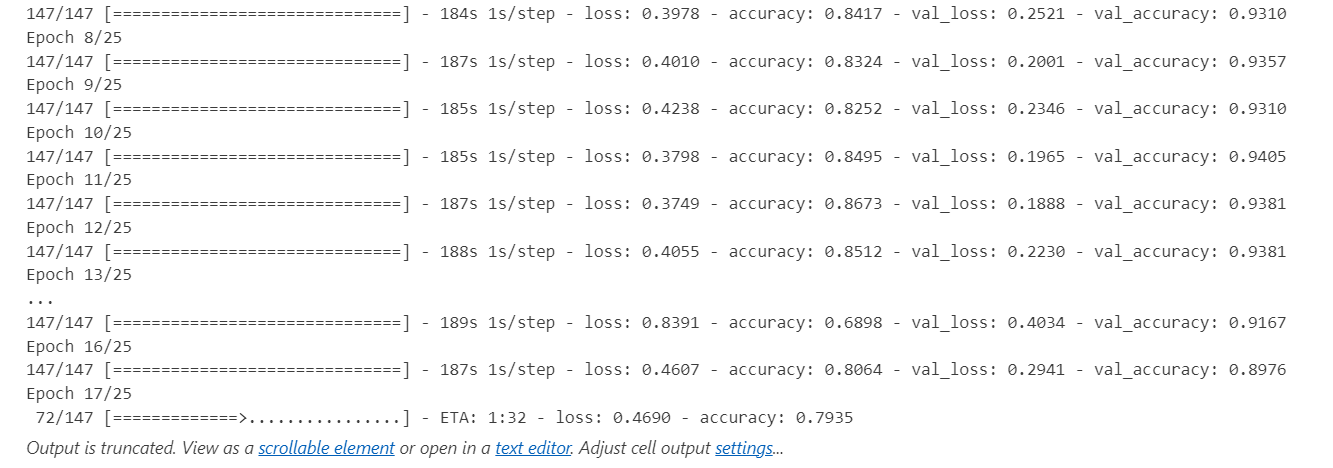 147/147 [==============================] - 184s 1s/step - loss: 0.3978 - accuracy: 0.8417 - val_loss: 0.2521 - val_accuracy: 0.9310
Epoch 8/25
147/147 [==============================] - 187s 1s/step - loss: 0.4010 - accuracy: 0.8324 - val_loss: 0.2001 - val_accuracy: 0.9357
Epoch 9/25
147/147 [==============================] - 185s 1s/step - loss: 0.4238 - accuracy: 0.8252 - val_loss: 0.2346 - val_accuracy: 0.9310
Epoch 10/25
147/147 [==============================] - 185s 1s/step - loss: 0.3798 - accuracy: 0.8495 - val_loss: 0.1965 - val_accuracy: 0.9405
Epoch 11/25
147/147 [==============================] - 187s 1s/step - loss: 0.3749 - accuracy: 0.8673 - val_loss: 0.1888 - val_accuracy: 0.9381
Epoch 12/25
147/147 [==============================] - 188s 1s/step - loss: 0.4055 - accuracy: 0.8512 - val_loss: 0.2230 - val_accuracy: 0.9381
Epoch 13/25
...
147/147 [==============================] - 189s 1s/step - loss: 0.8391 - accuracy: 0.6898 - val_loss: 0.4034 - val_accuracy: 0.9167
Epoch 16/25
147/147 [==============================] - 187s 1s/step - loss: 0.4607 - accuracy: 0.8064 - val_loss: 0.2941 - val_accuracy: 0.8976
Epoch 17/25
72/147 [=============>................] - ETA: 1:32 - loss: 0.4690 - accuracy: 0.7935
Output is truncated. View as a scrollable element or open in a text editor. Adjust cell output settings...